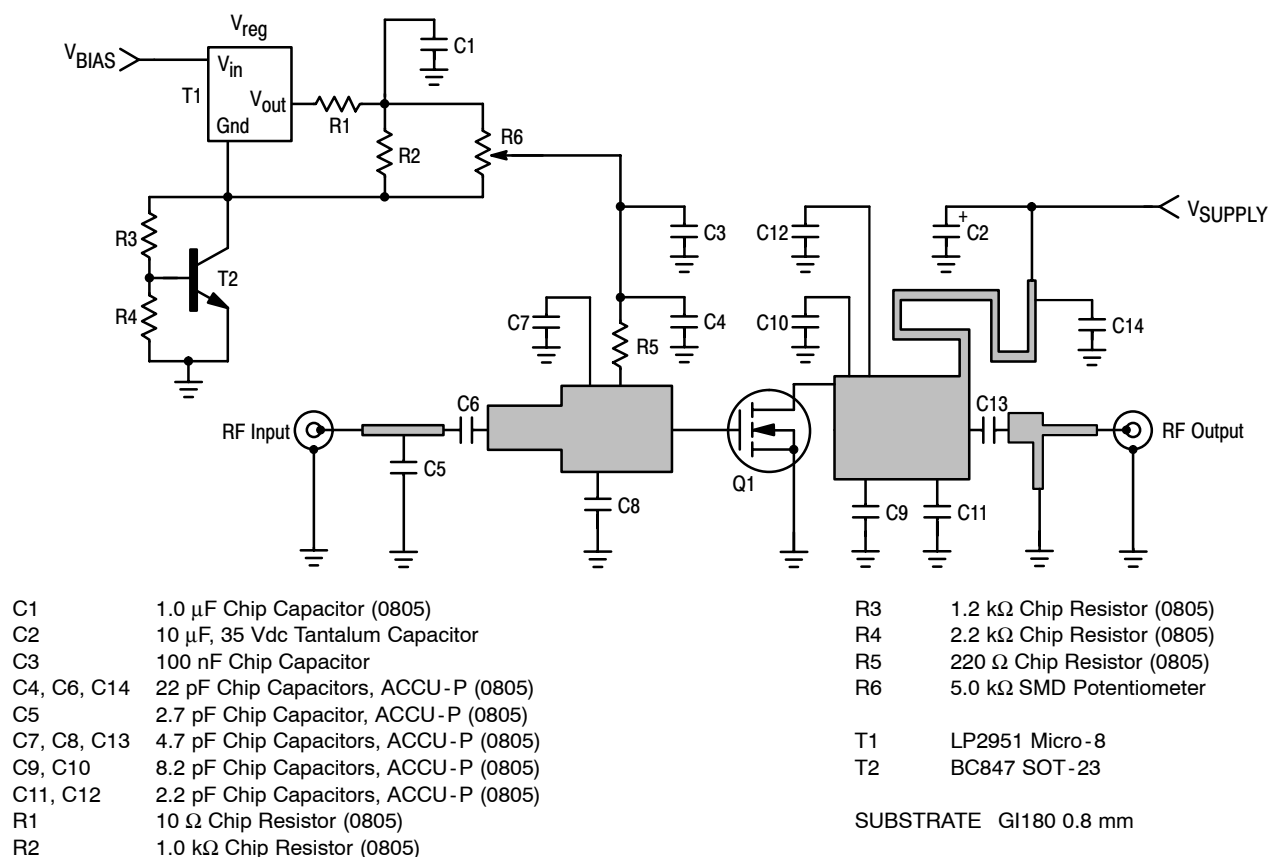 Vreg
VBIAS
Vin
T1
Vout
Gnd
C1
R1
R2
R6
R3
T2
R4
C3
C12
+
C2
VSUPPLY
C7
C4
C10
C14
R5
RF Input
C6
C13
RF Output
C5
Q1
C8
C9
C11
C1 1.0 μF Chip Capacitor (0805)
C2 10 μF, 35 Vdc Tantalum Capacitor
C3 100 nF Chip Capacitor
C4, C6, C14 22 pF Chip Capacitors, ACCU-P (0805)
C5 2.7 pF Chip Capacitor, ACCU-P (0805)
C7, C8, C13 4.7 pF Chip Capacitors, ACCU-P (0805)
C9, C10 8.2 pF Chip Capacitors, ACCU-P (0805)
C11, C12 2.2 pF Chip Capacitors, ACCU-P (0805)
R1 10 Ω Chip Resistor (0805)
R2 1.0 kΩ Chip Resistor (0805)
R3 1.2 kΩ Chip Resistor (0805)
R4 2.2 kΩ Chip Resistor (0805)
R5 220 Ω Chip Resistor (0805)
R6 5.0 kΩ SMD Potentiometer
T1 LP2951 Micro-8
T2 BC847 SOT-23
SUBSTRATE GI180 0.8 mm